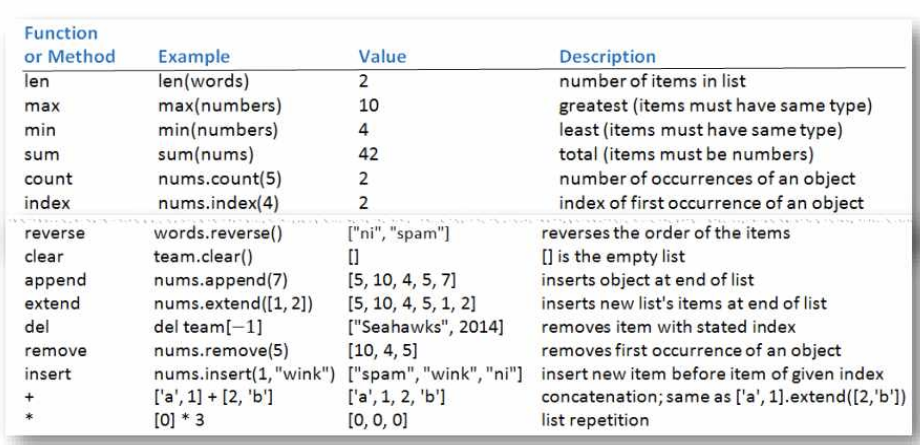 Function
or Method Example Value Description
len len(words) 2 number of items in list
max max(numbers) 10 greatest (items must have same type)
min min(numbers) 4 least (items must have same type)
sum sum(nums) 42 total (items must be numbers)
count nums.count(5) 2 number of occurrences of an object
index nums.index(4) 2 index of first occurrence of an object
reverse words.reverse() ["ni", "spam"] reverses the order of the items
clear team.clear() [] [] is the empty list
append nums.append(7) [5, 10, 4, 5, 7] inserts object at end of list
extend nums.extend([1, 2]) [5, 10, 4, 5, 1, 2] inserts new list's items at end of list
del del team[−1] ["Seahawks", 2014] removes item with stated index
remove nums.remove(5) [10, 4, 5] removes first occurrence of an object
insert nums.insert(1,"wink") ["spam", "wink", "ni"] insert new item before item of given index
+ ['a', 1] + [2, 'b'] ['a', 1, 2, 'b'] concatenation; same as ['a', 1].extend([2,'b'])
* [0] * 3 [0, 0, 0] list repetition